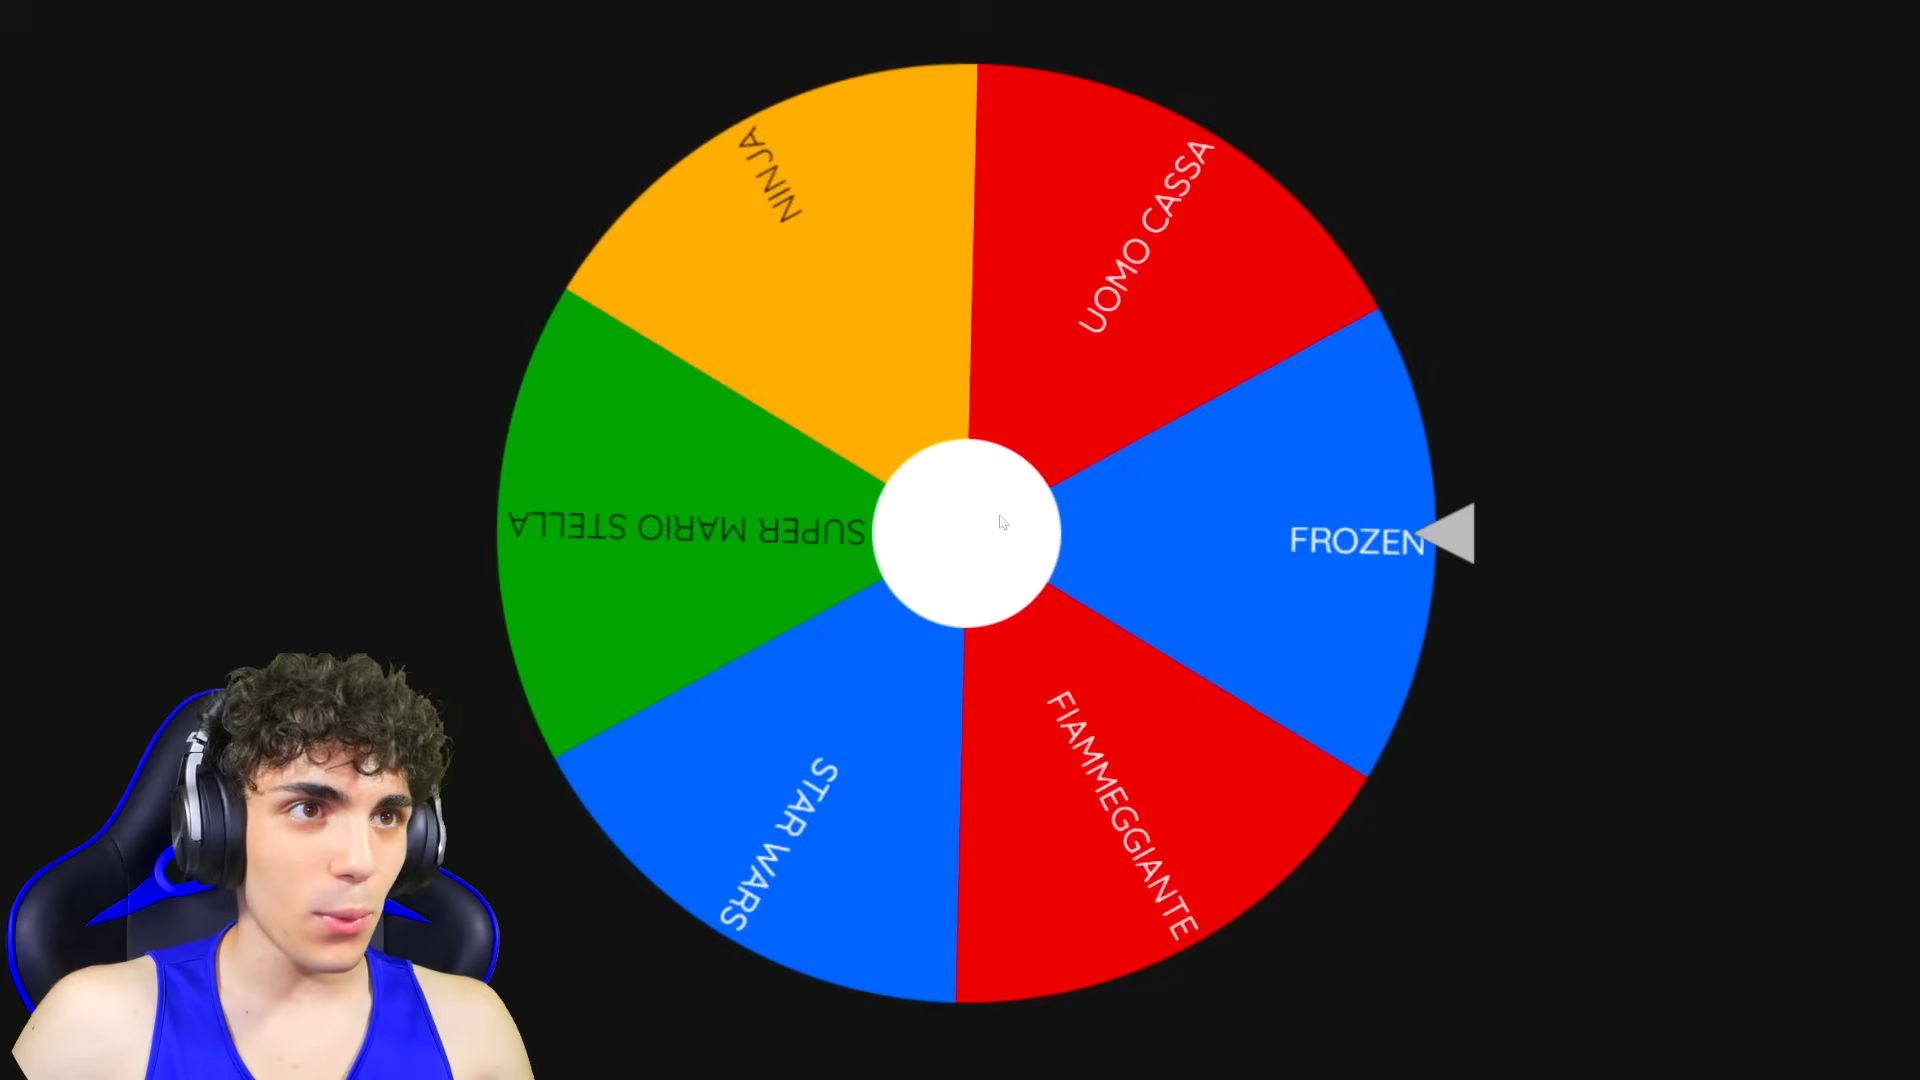 NINJA
UOMO CASSA
SUPER MARIO STELLA
FROZEN
STAR WARS
FIAMMEGGIANTE